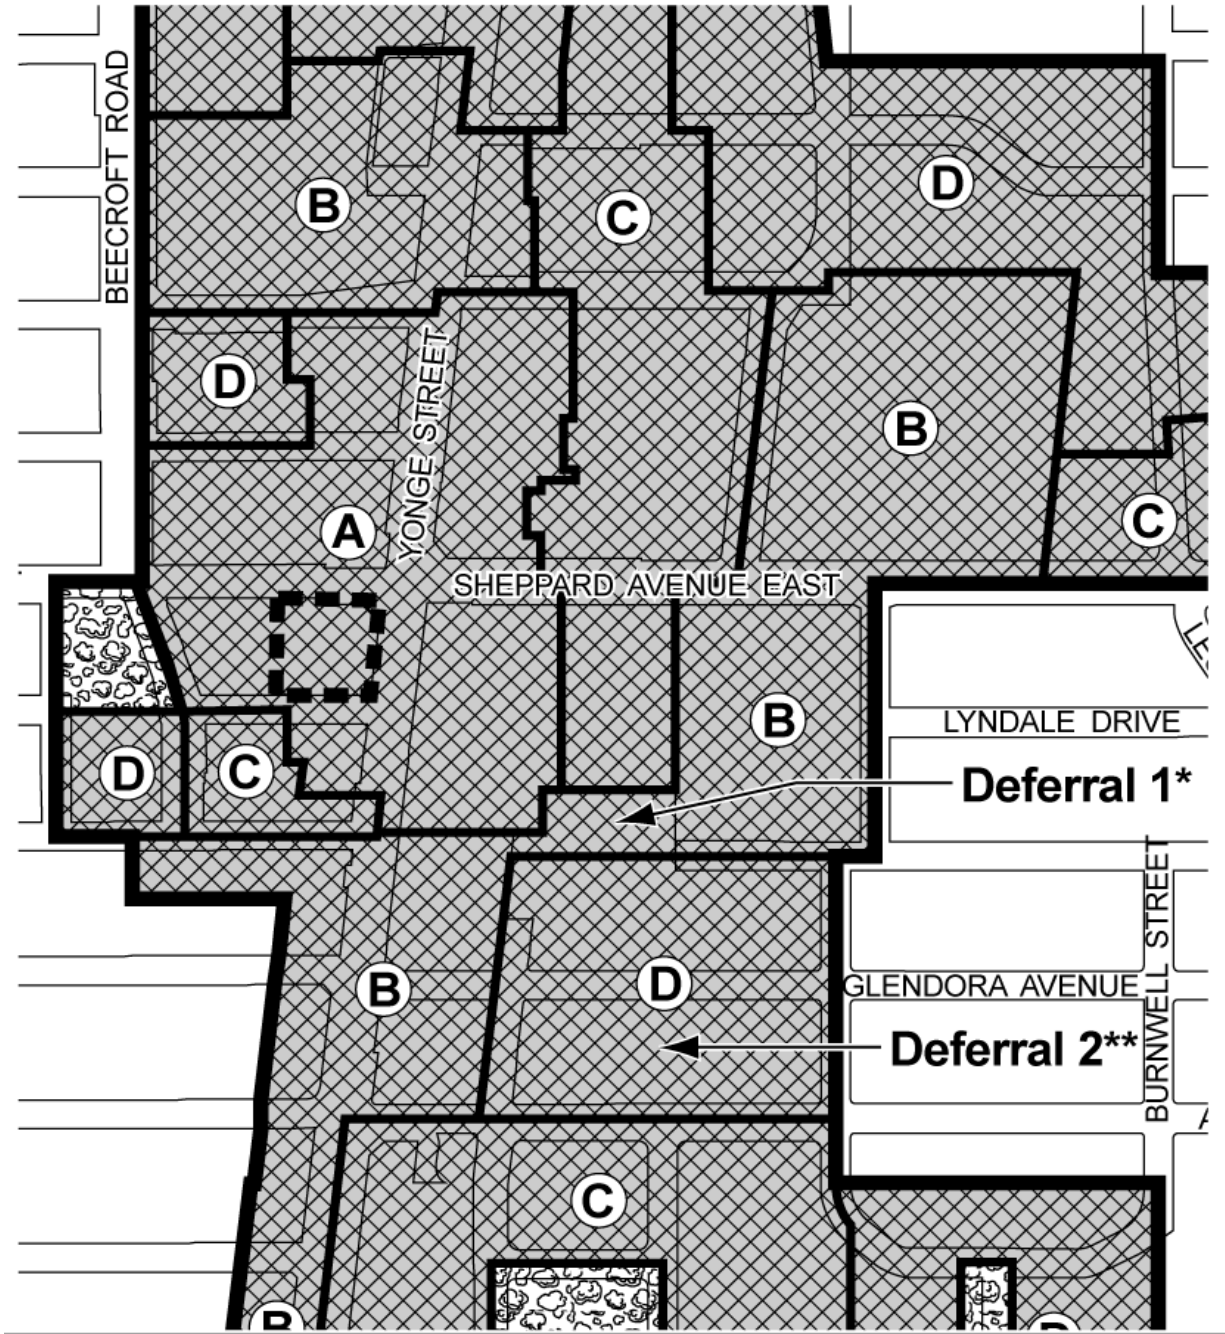 BEECROFT ROAD
B
C
D
D
YONGE STREET
B
A
C
SHEPPARD AVENUE EAST
B
LYNDALE DRIVE
D
C
Deferral 1*
BURNWELL STREET
B
D
GLENDORA AVENUE
Deferral 2**
C
B